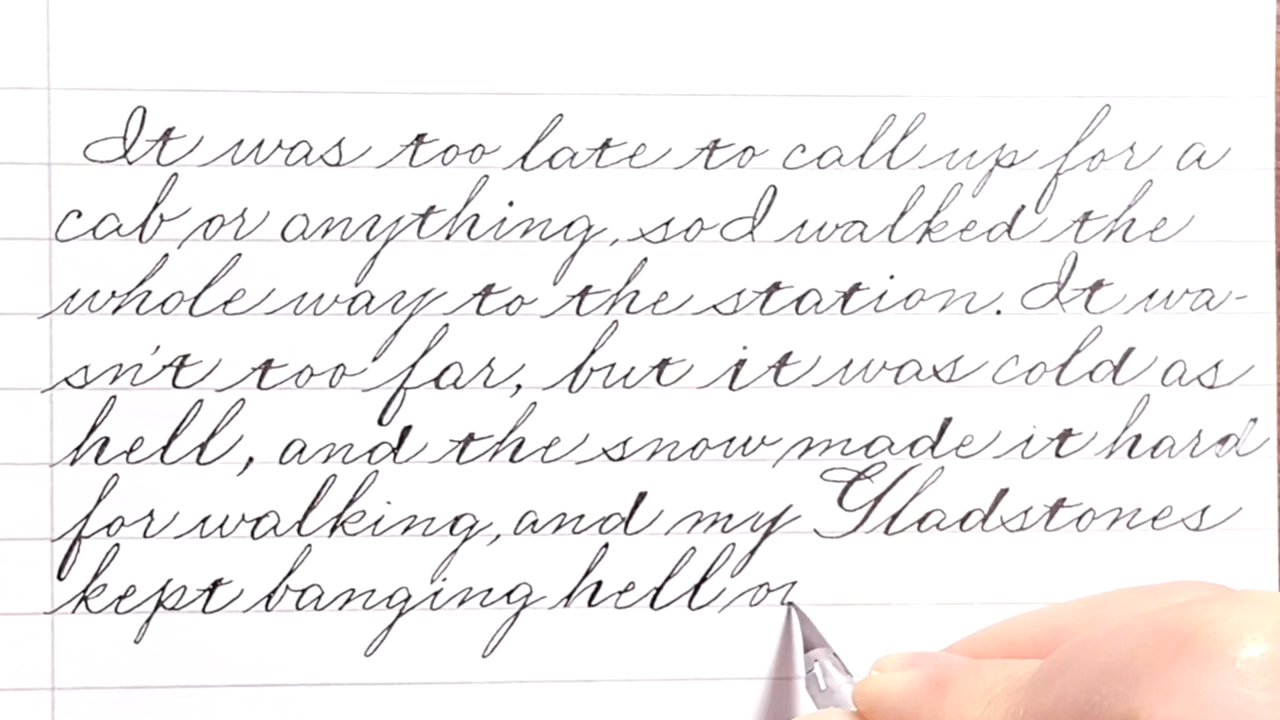 It was too late to call up for a
cab or anything, so I walked the
whole way to the station. It wa-
sn't too far, but it was cold as
hell, and the snow made it hard
for walking, and my Gladstones
kept banging hell ou